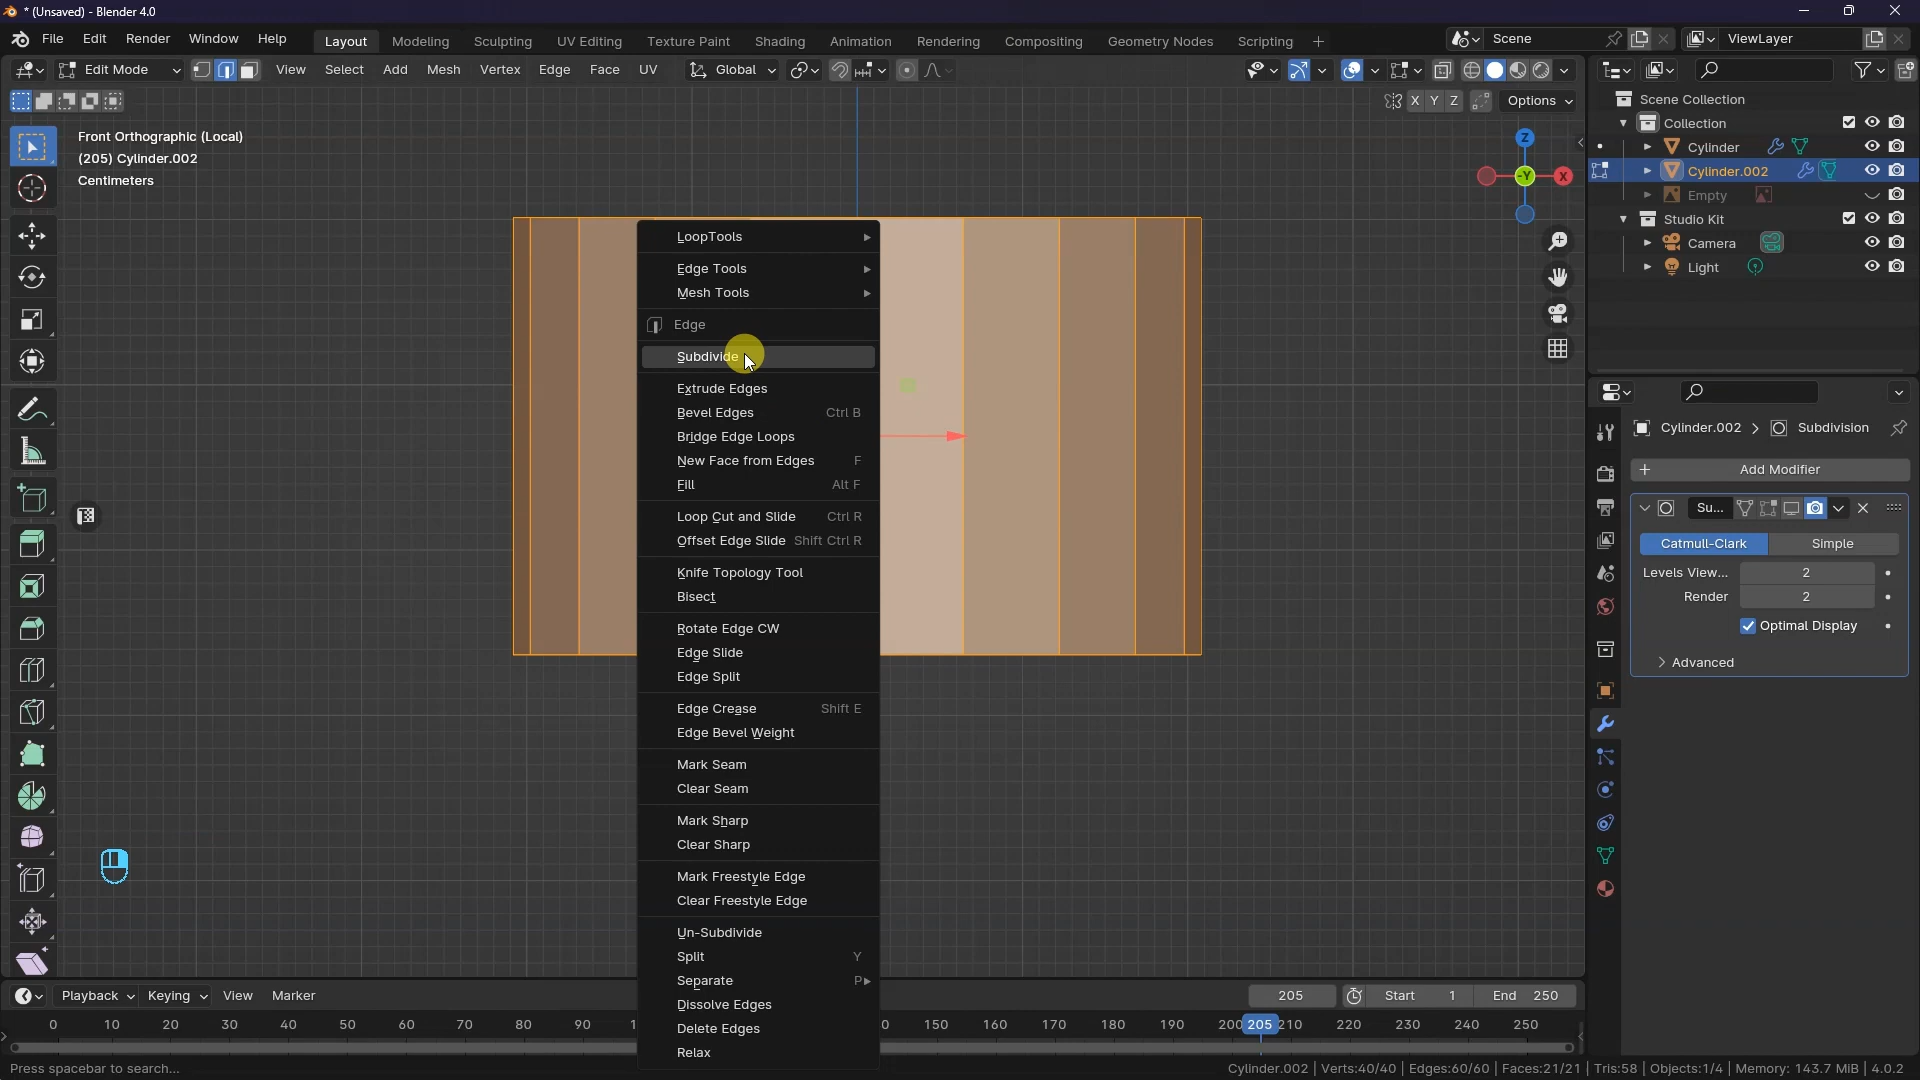 * (Unsaved) - Blender 4.0
File Edit Render Window Help Layout Modeling Sculpting UV Editing Texture Paint Shading Animation Rendering Compositing Geometry Nodes Scripting + Scene ViewLayer
Edit Mode View Select Add Mesh Vertex Edge Face UV Global
X Y Z Options
Front Orthographic (Local)
(205) Cylinder.002
Centimeters
Z
-Y X
LoopTools
Edge Tools
Mesh Tools
Edge
Subdivide
Extrude Edges
Bevel Edges Ctrl B
Bridge Edge Loops
New Face from Edges F
Fill Alt F
Loop Cut and Slide Ctrl R
Offset Edge Slide Shift Ctrl R
Knife Topology Tool
Bisect
Rotate Edge CW
Edge Slide
Edge Split
Edge Crease Shift E
Edge Bevel Weight
Mark Seam
Clear Seam
Mark Sharp
Clear Sharp
Mark Freestyle Edge
Clear Freestyle Edge
Un-Subdivide
Split Y
Separate P
Dissolve Edges
Delete Edges
Relax
Scene Collection
Collection
Cylinder
Cylinder.002
Empty
Studio Kit
Camera
Light
Cylinder.002 > Subdivision
+ Add Modifier
Su...
Catmull-Clark Simple
Levels View... 2
Render 2
Optimal Display
Advanced
Playback Keying View Marker 205 Start 1 End 250
0 10 20 30 40 50 60 70 80 90 1 0 150 160 170 180 190 200 205 210 220 230 240 250
Press spacebar to search...
Cylinder.002 | Verts:40/40 | Edges:60/60 | Faces:21/21 | Tris:58 | Objects:1/4 | Memory: 143.7 MiB | 4.0.2